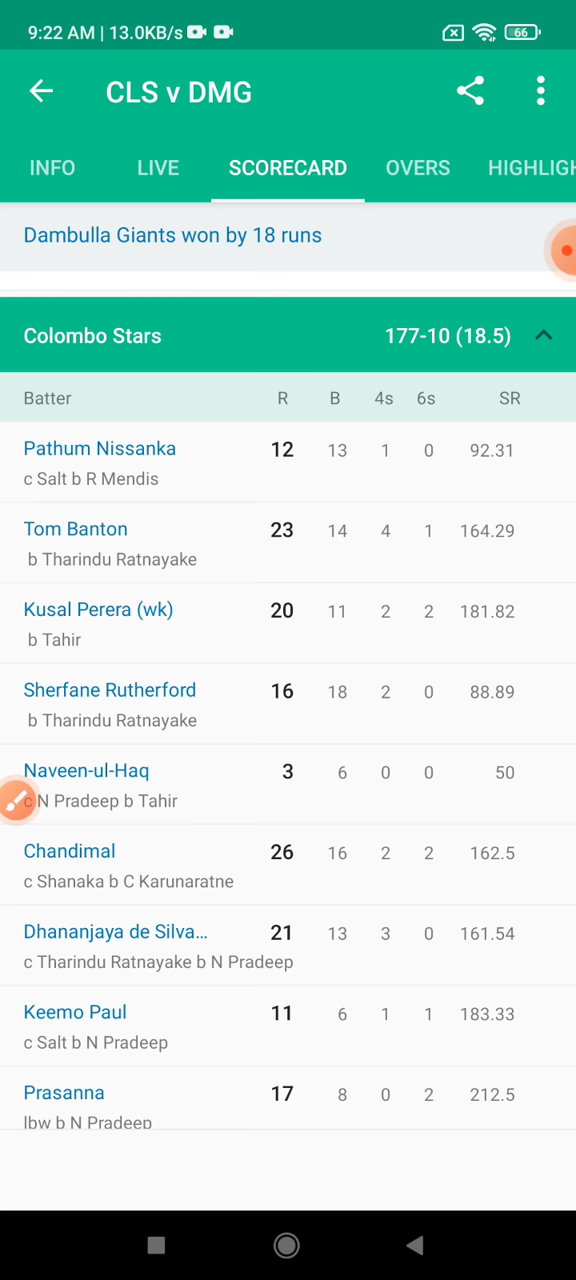 9:22 AM | 13.0KB/s 66
CLS v DMG
INFO LIVE SCORECARD OVERS HIGHLIGH
Dambulla Giants won by 18 runs
Colombo Stars 177-10 (18.5)
Batter R B 4s 6s SR
Pathum Nissanka 12 13 1 0 92.31
c Salt b R Mendis
Tom Banton 23 14 4 1 164.29
b Tharindu Ratnayake
Kusal Perera (wk) 20 11 2 2 181.82
b Tahir
Sherfane Rutherford 16 18 2 0 88.89
b Tharindu Ratnayake
Naveen-ul-Haq 3 6 0 0 50
c N Pradeep b Tahir
Chandimal 26 16 2 2 162.5
c Shanaka b C Karunaratne
Dhananjaya de Silva... 21 13 3 0 161.54
c Tharindu Ratnayake b N Pradeep
Keemo Paul 11 6 1 1 183.33
c Salt b N Pradeep
Prasanna 17 8 0 2 212.5
lbw b N Pradeep